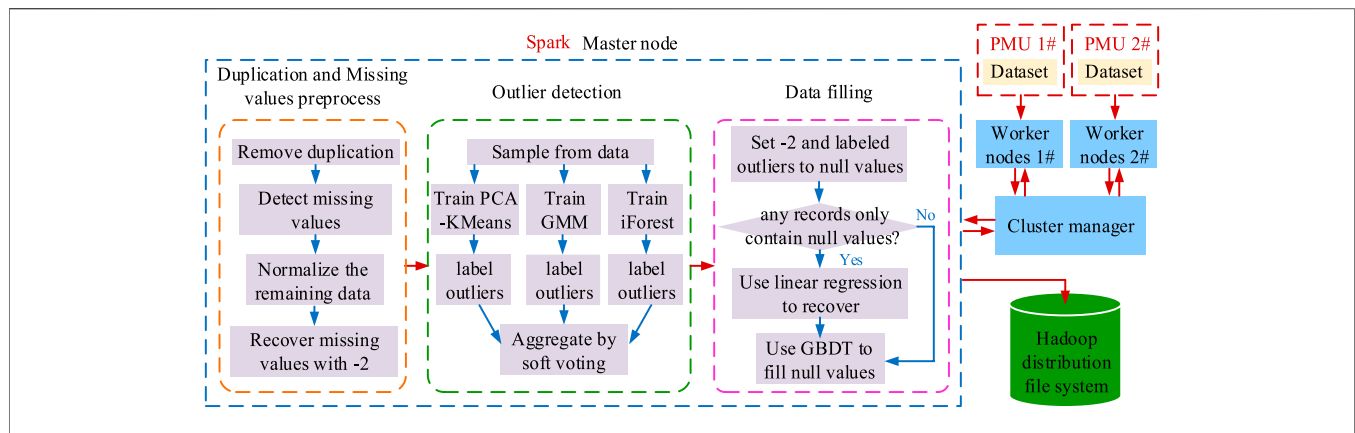 Spark Master node
Duplication and Missing
values preprocess
Remove duplication
Detect missing
values
Normalize the
remaining data
Recover missing
values with -2
Outlier detection
Sample from data
Train PCA
-KMeans
Train
GMM
Train
iForest
label
outliers
label
outliers
label
outliers
Aggregate by
soft voting
Data filling
Set -2 and labeled
outliers to null values
any records only
contain null values?
No
Yes
Use linear regression
to recover
Use GBDT to
fill null values
PMU 1#
Dataset
PMU 2#
Dataset
Worker
nodes 1#
Worker
nodes 2#
Cluster manager
Hadoop
distribution
file system